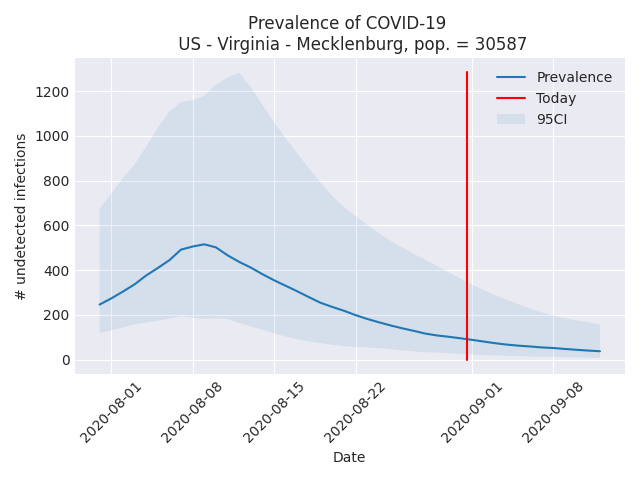 Prevalence of COVID-19
US - Virginia - Mecklenburg, pop. = 30587
Prevalence
Today
95CI
1200
1000
800
600
400
200
0
# undetected infections
2020-08-01
2020-08-08
2020-08-15
2020-08-22
2020-09-01
2020-09-08
Date